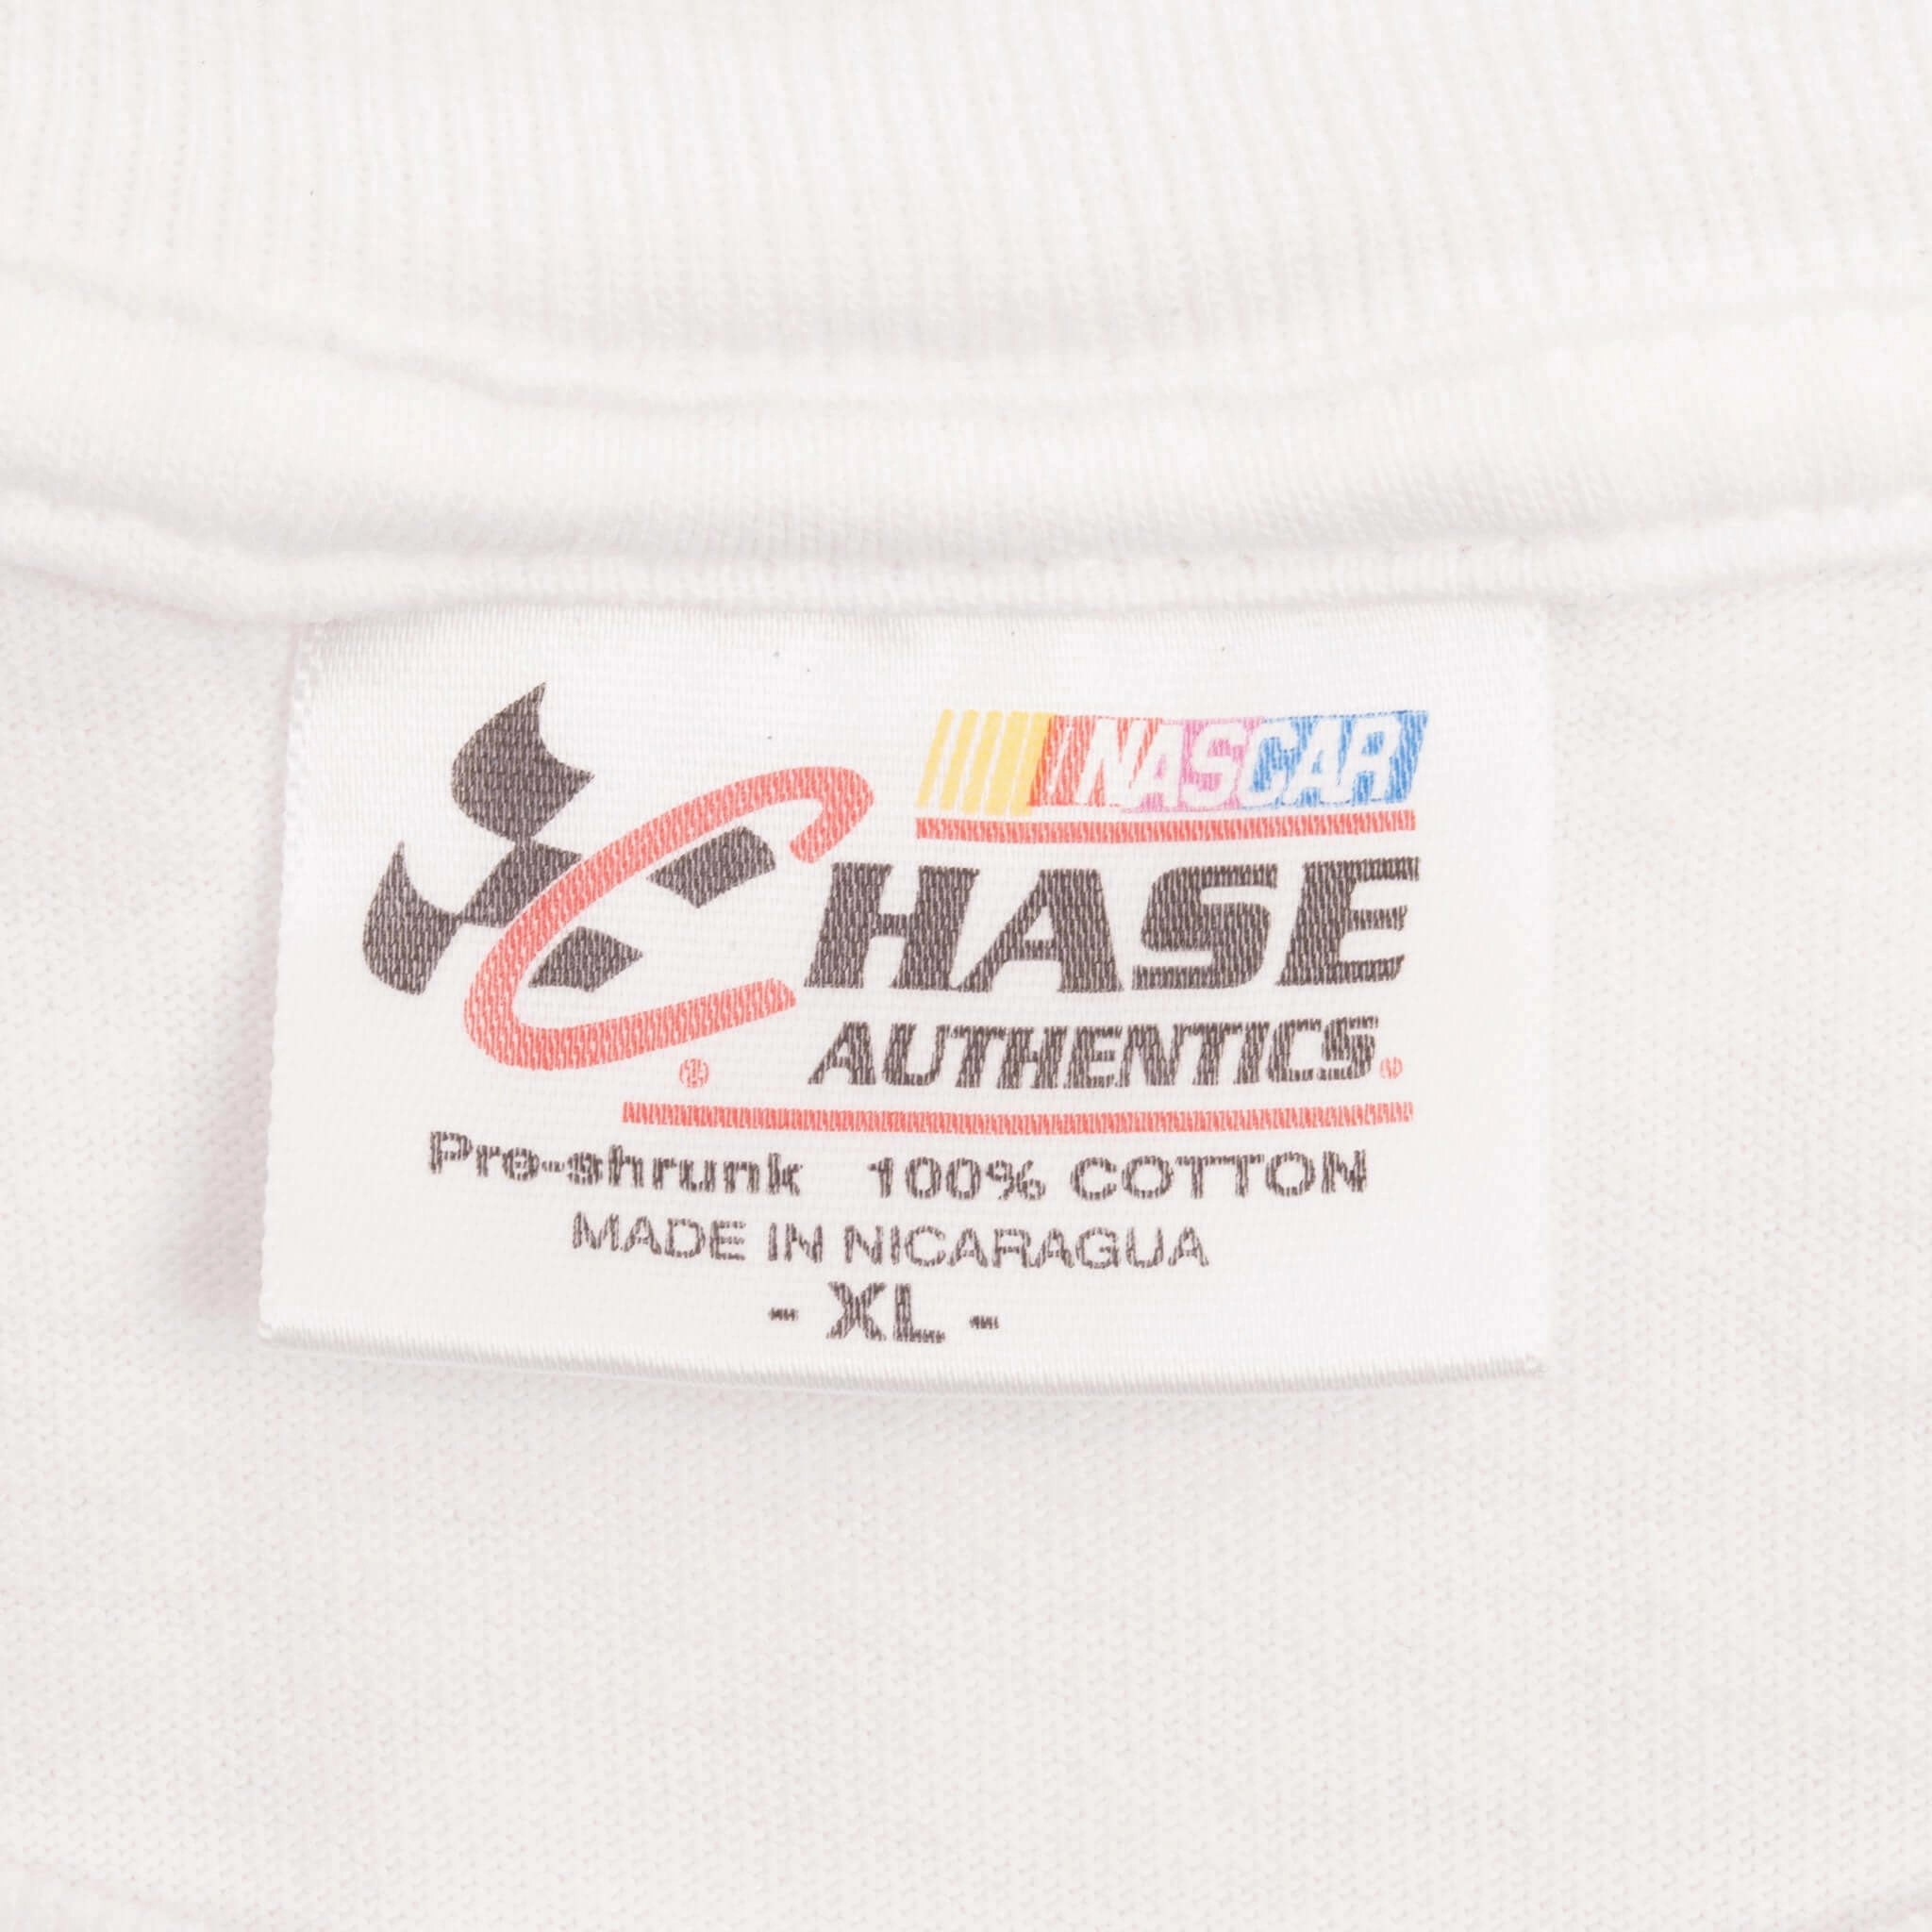 NASCAR
CHASE
AUTHENTICS®
®
Pre-shrunk 100% COTTON
MADE IN NICARAGUA
- XL -